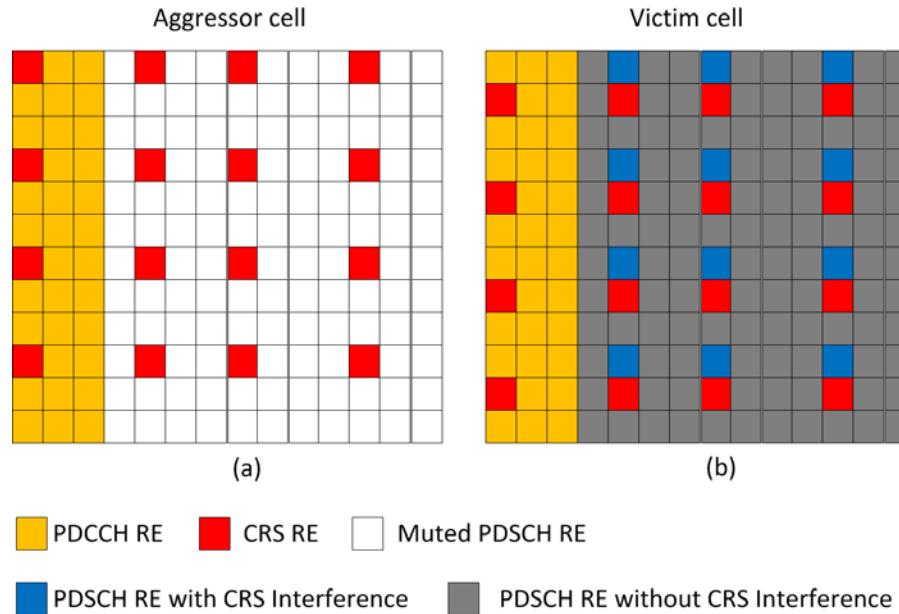 Aggressor cell Victim cell
(a) (b)
PDCCH RE CRS RE Muted PDSCH RE
PDSCH RE with CRS Interference PDSCH RE without CRS Interference